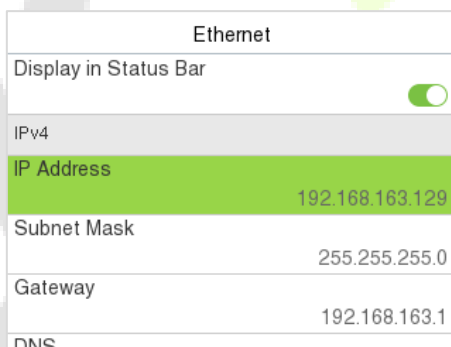 Ethernet
Display in Status Bar
IPv4
IP Address
192.168.163.129
Subnet Mask
255.255.255.0
Gateway
192.168.163.1
DNS